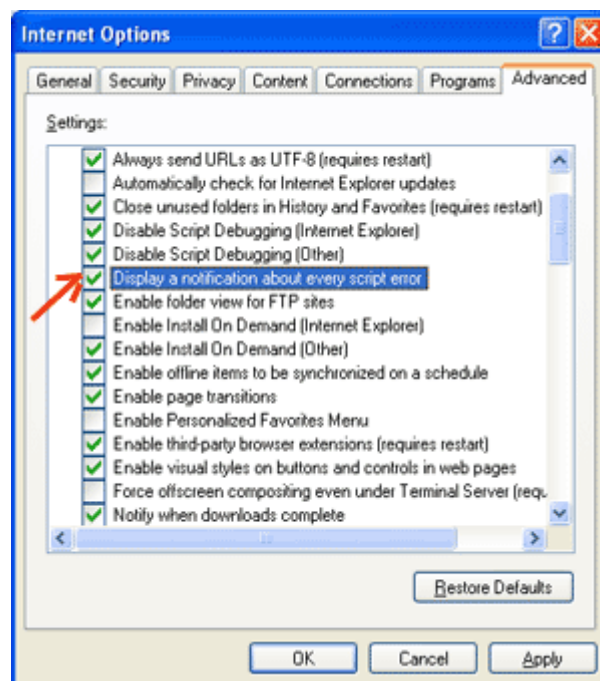 Internet Options
General Security Privacy Content Connections Programs Advanced
Settings:
Always send URLs as UTF-8 (requires restart)
Automatically check for Internet Explorer updates
Close unused folders in History and Favorites (requires restart)
Disable Script Debugging (Internet Explorer)
Disable Script Debugging (Other)
Display a notification about every script error
Enable folder view for FTP sites
Enable Install On Demand (Internet Explorer)
Enable Install On Demand (Other)
Enable offline items to be synchronized on a schedule
Enable page transitions
Enable Personalized Favorites Menu
Enable third-party browser extensions (requires restart)
Enable visual styles on buttons and controls in web pages
Force offscreen compositing even under Terminal Server (requ
Notify when downloads complete
Restore Defaults
OK Cancel Apply